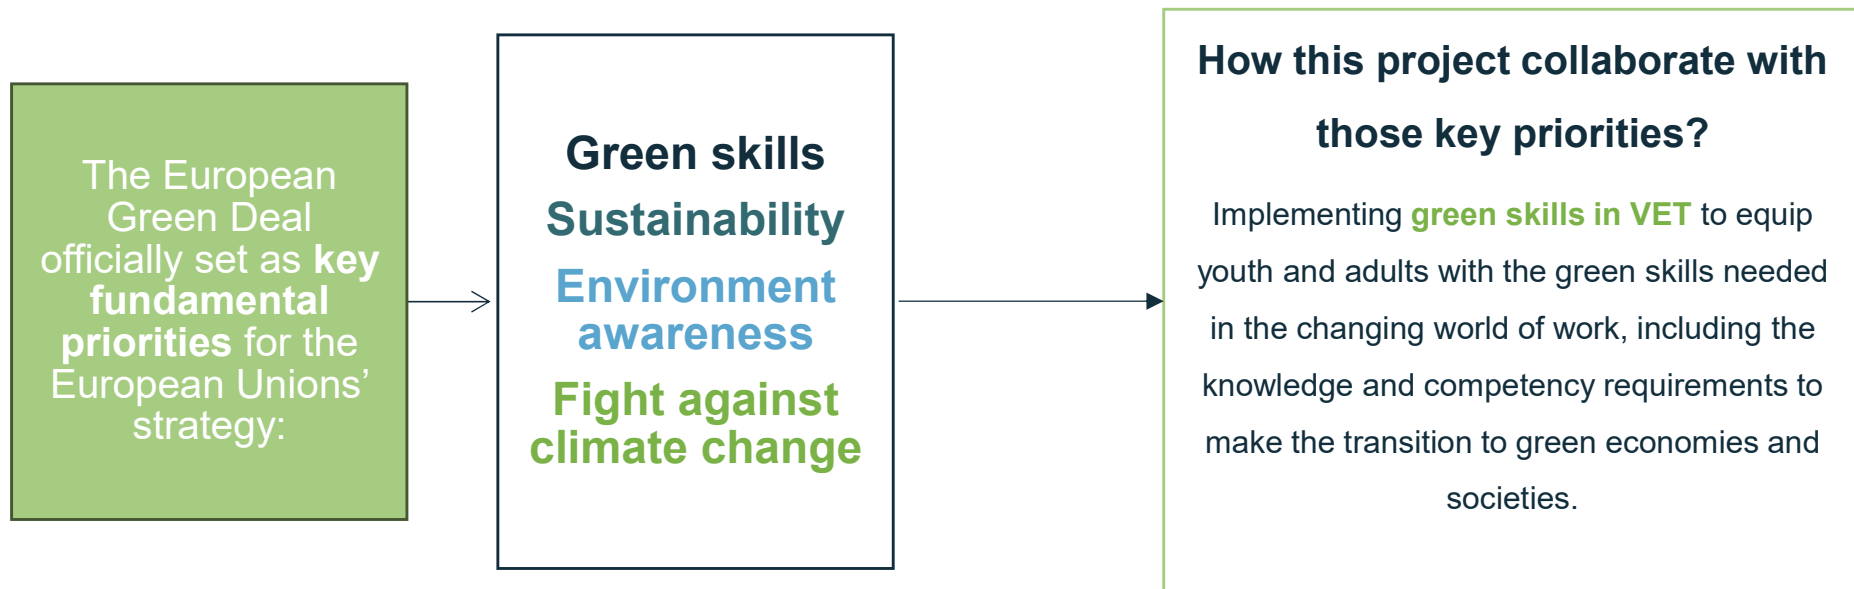 The European
Green Deal
officially set as key
fundamental
priorities for the
European Unions’
strategy:
Green skills
Sustainability
Environment
awareness
Fight against
climate change
How this project collaborate with
those key priorities?
Implementing green skills in VET to equip
youth and adults with the green skills needed
in the changing world of work, including the
knowledge and competency requirements to
make the transition to green economies and
societies.